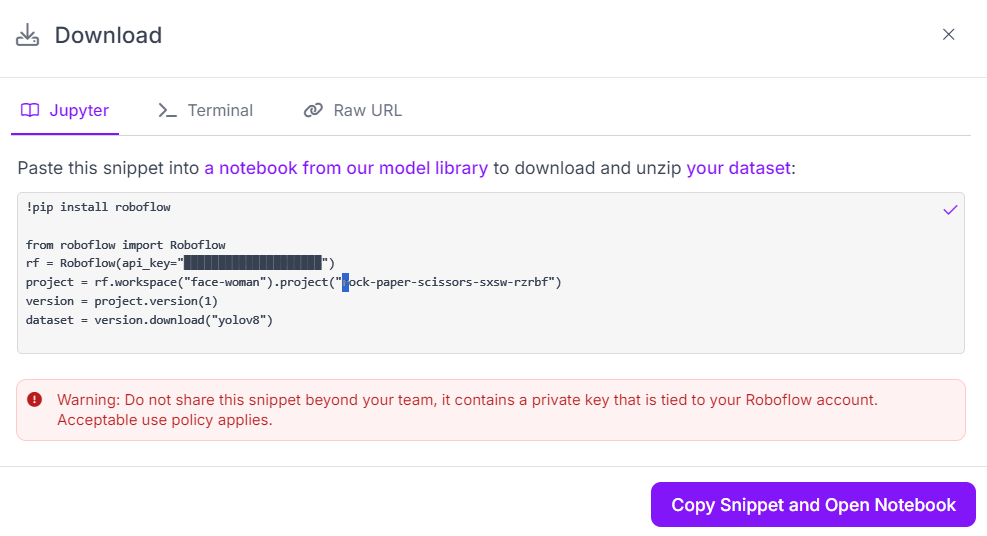 Download
Jupyter
Terminal
Raw URL
Paste this snippet into a notebook from our model library to download and unzip your dataset:
!pip install roboflow
from roboflow import Roboflow
rf = Roboflow(api_key="████████████████████")
project = rf.workspace("face-woman").project("rock-paper-scissors-sxsw-rzrbf")
version = project.version(1)
dataset = version.download("yolov8")
Warning: Do not share this snippet beyond your team, it contains a private key that is tied to your Roboflow account.
Acceptable use policy applies.
Copy Snippet and Open Notebook